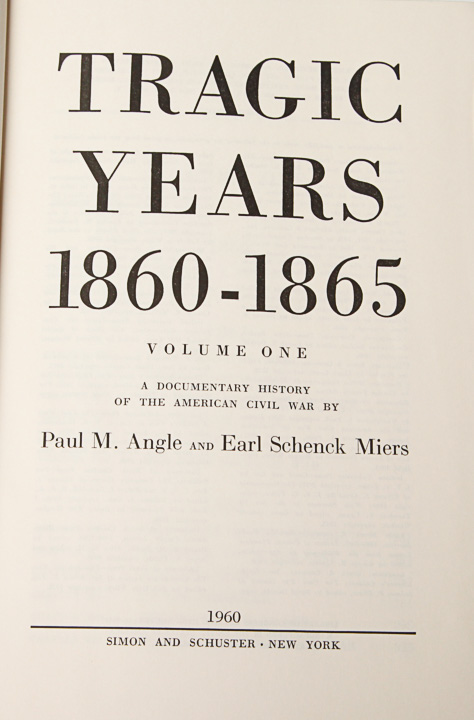 TRAGIC
YEARS
1860-1865
VOLUME ONE
A DOCUMENTARY HISTORY
OF THE AMERICAN CIVIL WAR BY
Paul M. Angle AND Earl Schenck Miers
1960
SIMON AND SCHUSTER · NEW YORK